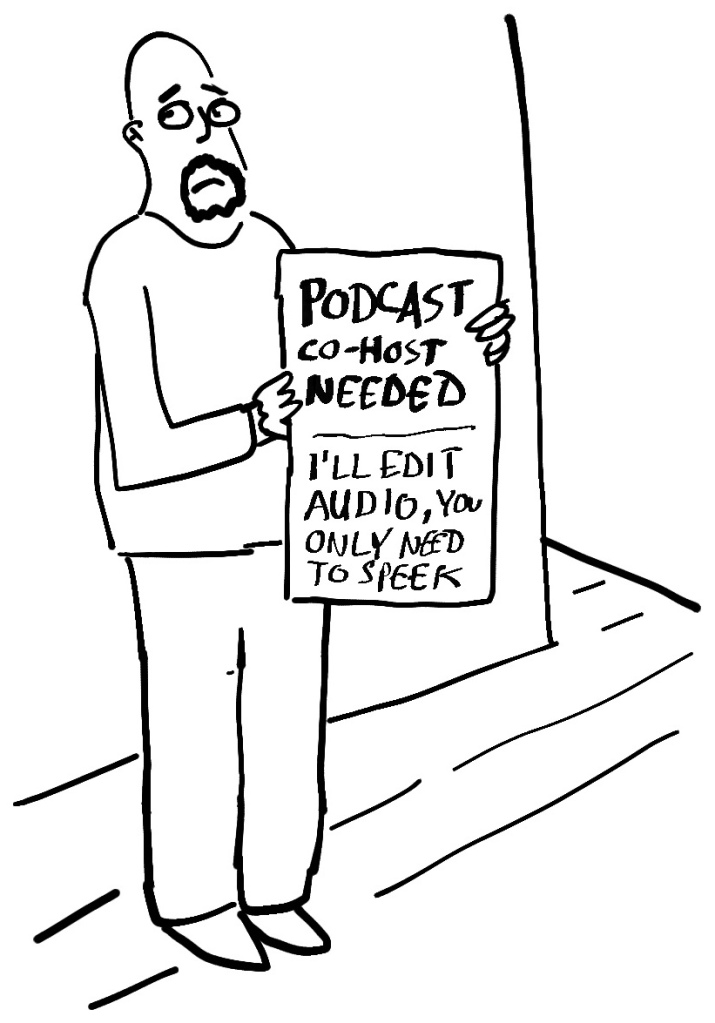 PODCAST
CO-HOST
NEEDED
I'LL EDIT
AUDIO, YOU
ONLY NEED
TO SPEEK